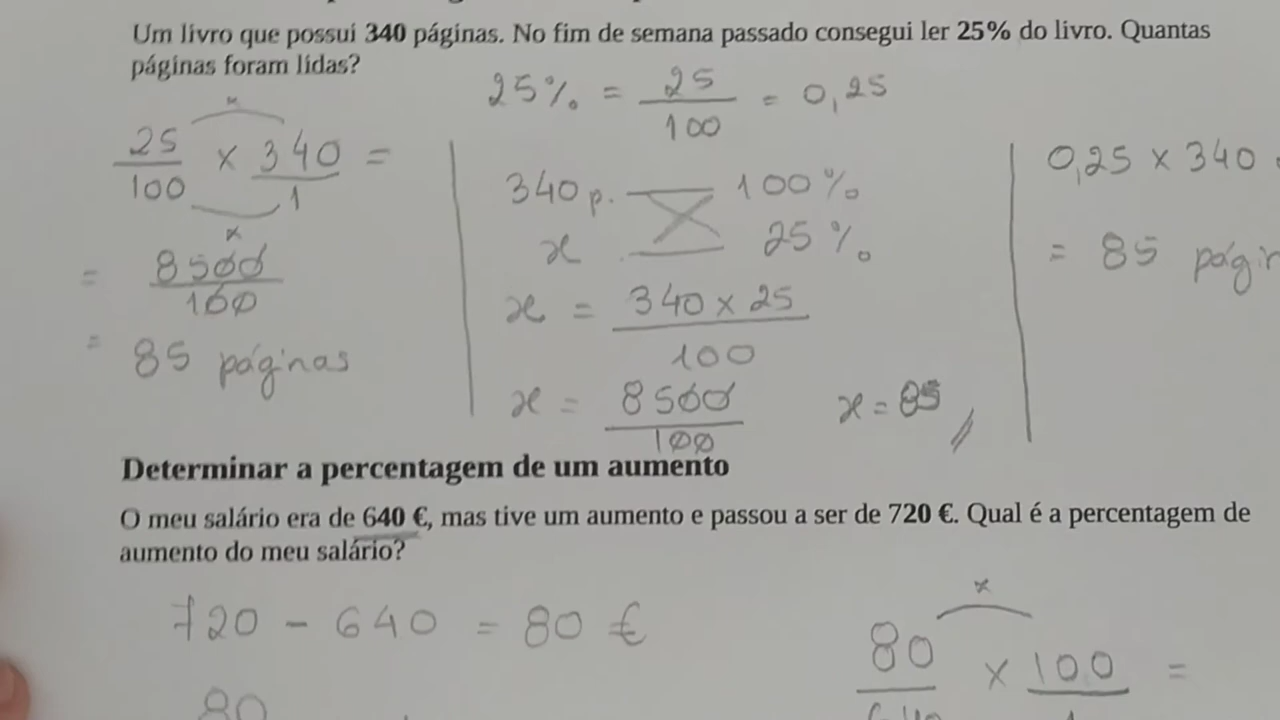 Um livro que possui 340 páginas. No fim de semana passado consegui ler 25% do livro. Quantas
páginas foram lidas?
25% = 25/100 = 0,25
25/100 x 340/1 =
= 8500/100
= 85 páginas
340 p. 100%
x 25%
x = 340 x 25 / 100
x = 8500/100 x = 85
0,25 x 340
= 85 págin
Determinar a percentagem de um aumento
O meu salário era de 640 €, mas tive um aumento e passou a ser de 720 €. Qual é a percentagem de
aumento do meu salário?
720 - 640 = 80 €
80/640 x 100/1 =
80